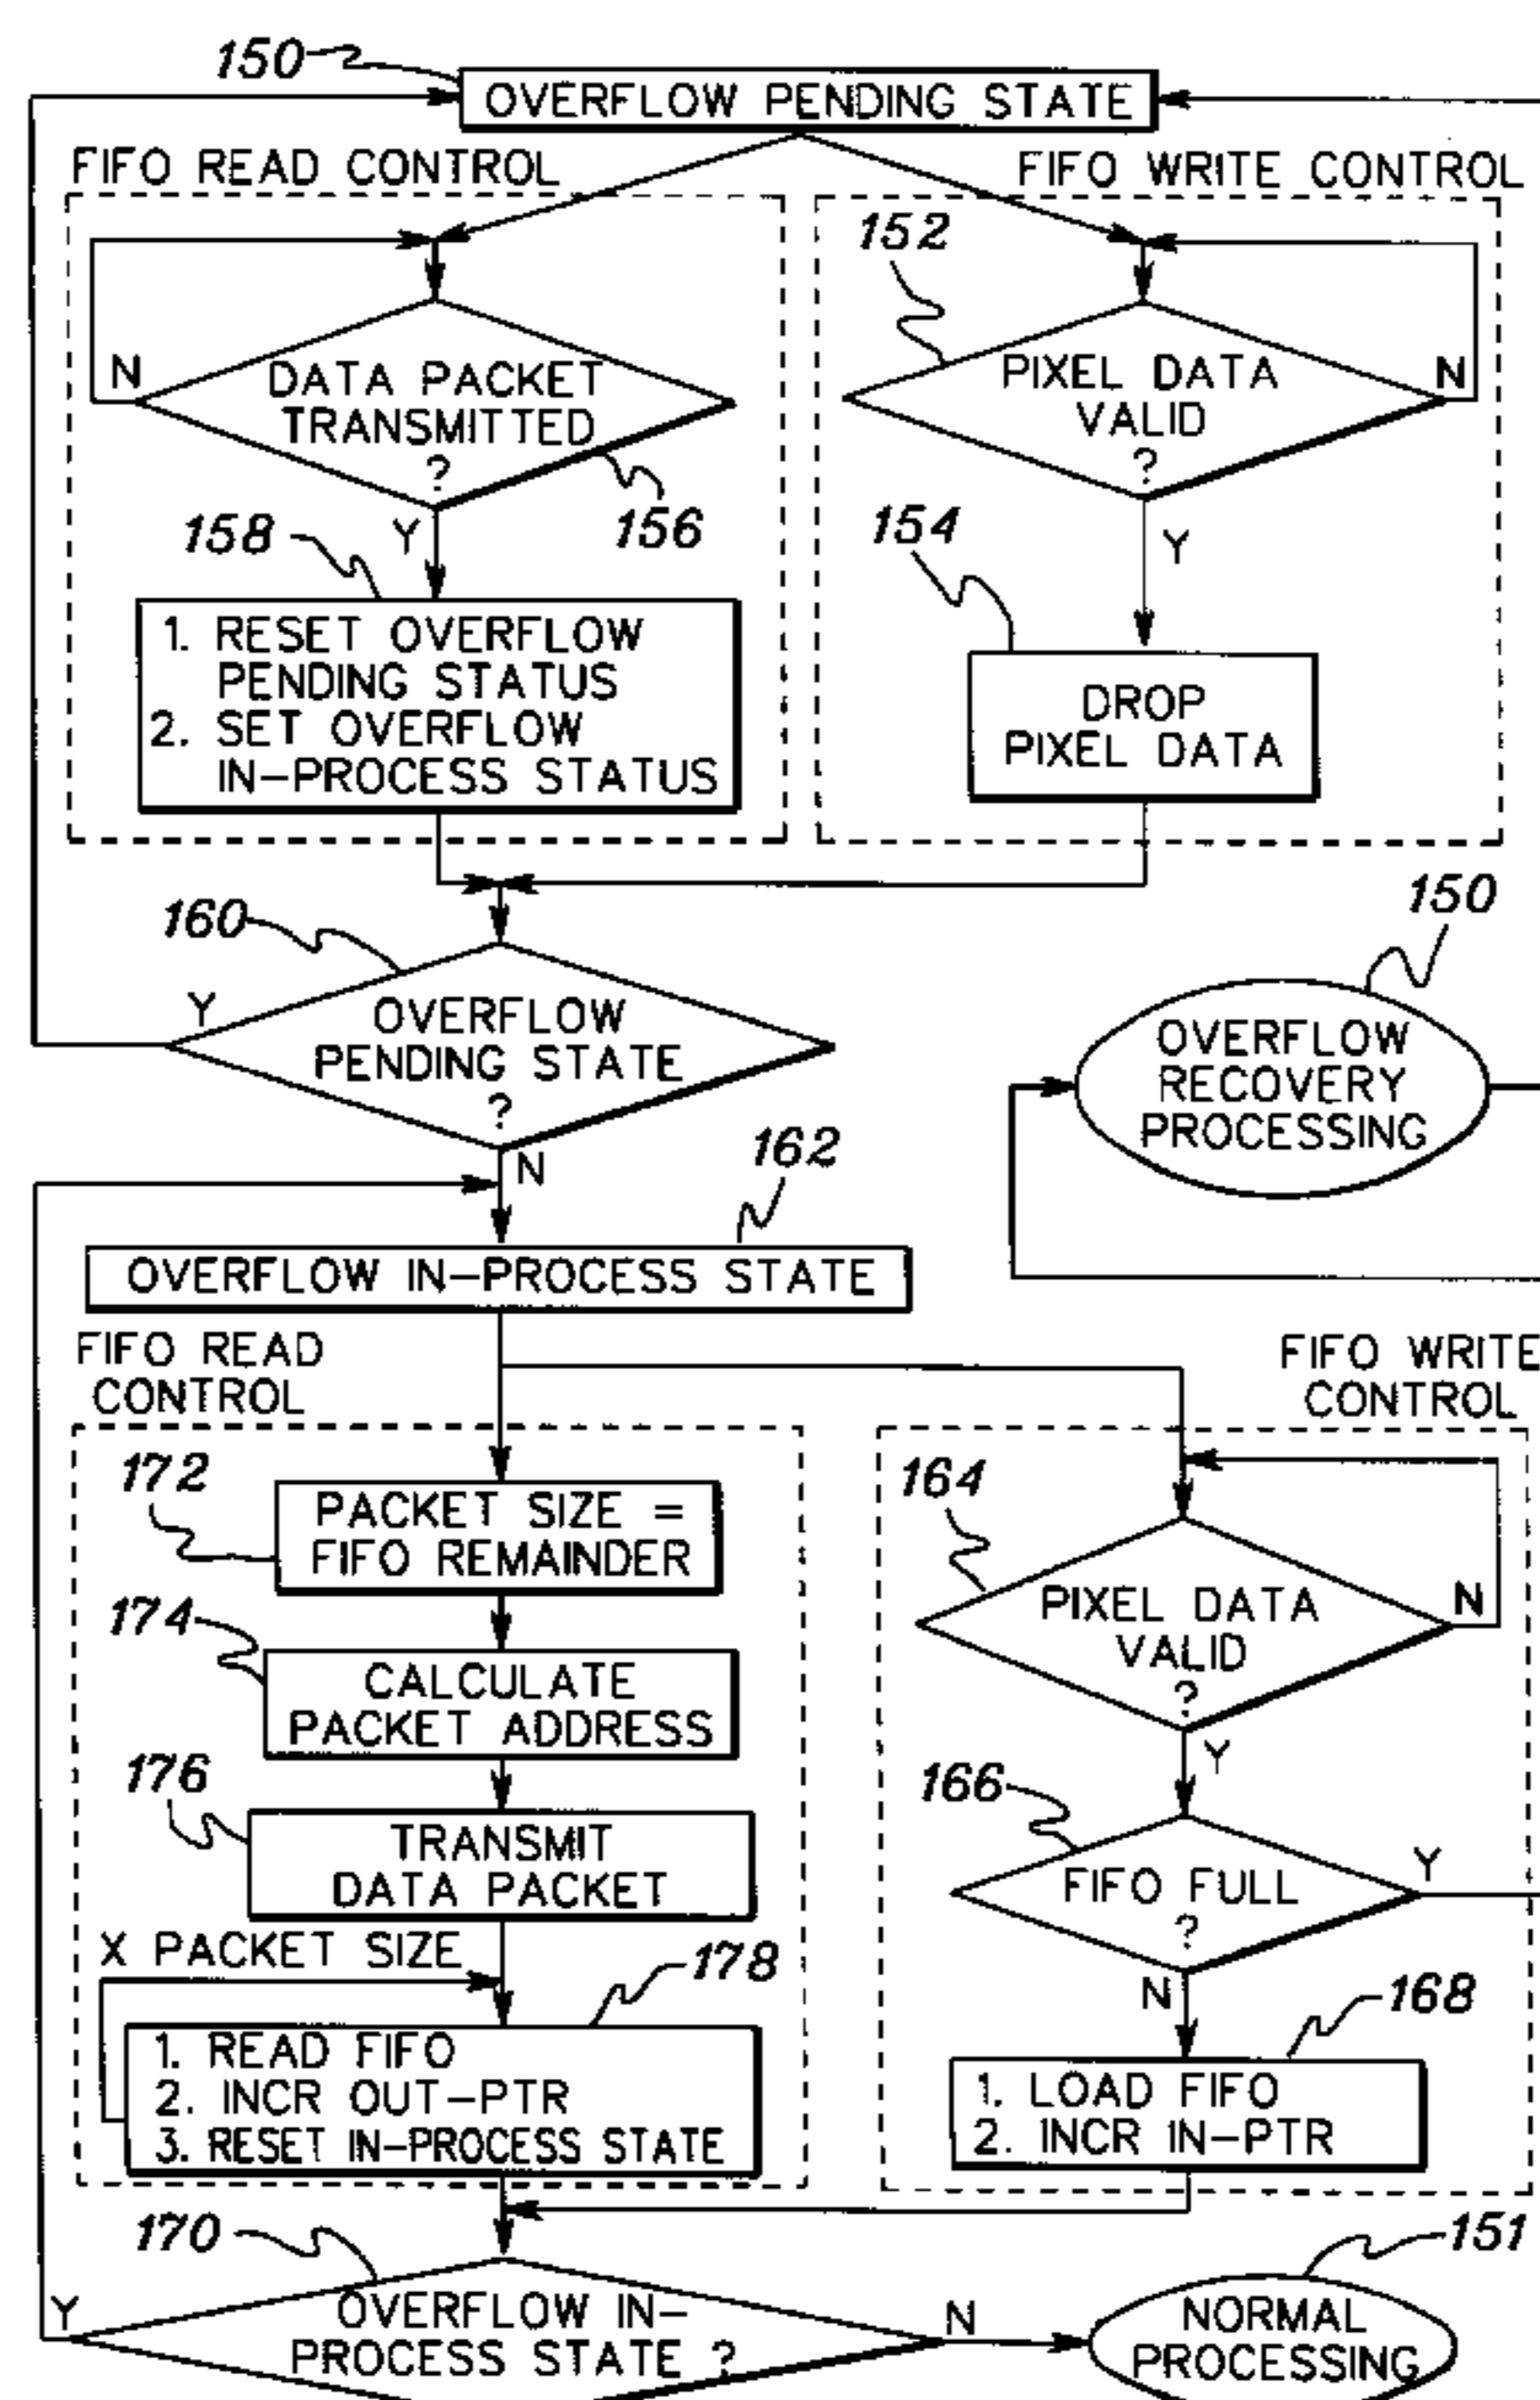 150
OVERFLOW PENDING STATE
FIFO READ CONTROL
FIFO WRITE CONTROL
152
N
DATA PACKET
TRANSMITTED
?
156
Y
PIXEL DATA
VALID
?
N
Y
158
1. RESET OVERFLOW
PENDING STATUS
2. SET OVERFLOW
IN-PROCESS STATUS
154
DROP
PIXEL DATA
160
Y
OVERFLOW
PENDING STATE
?
N
150
OVERFLOW
RECOVERY
PROCESSING
162
OVERFLOW IN-PROCESS STATE
FIFO READ
CONTROL
FIFO WRITE
CONTROL
172
PACKET SIZE =
FIFO REMAINDER
174
CALCULATE
PACKET ADDRESS
176
TRANSMIT
DATA PACKET
X PACKET SIZE
178
1. READ FIFO
2. INCR OUT-PTR
3. RESET IN-PROCESS STATE
164
PIXEL DATA
VALID
?
N
Y
166
FIFO FULL
?
Y
N
168
1. LOAD FIFO
2. INCR IN-PTR
170
Y
OVERFLOW IN-
PROCESS STATE ?
N
151
NORMAL
PROCESSING